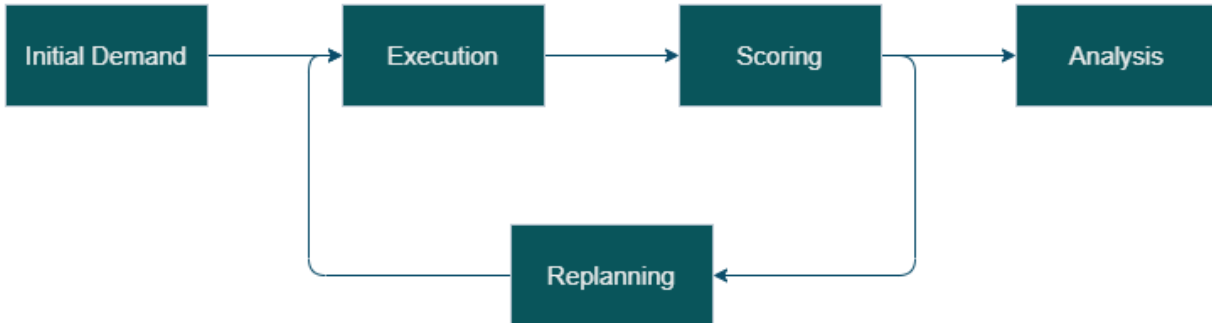 Initial Demand
Execution
Scoring
Analysis
Replanning